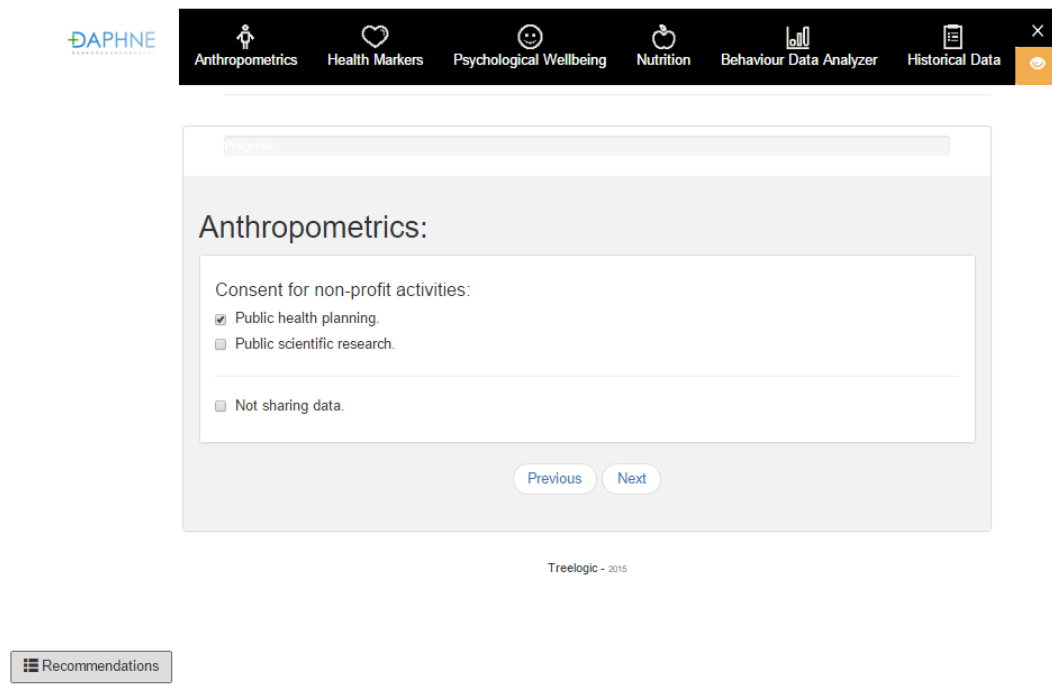 DAPHNE
Anthropometrics Health Markers Psychological Wellbeing Nutrition Behaviour Data Analyzer Historical Data
Progress
Anthropometrics:
Consent for non-profit activities:
Public health planning.
Public scientific research.
Not sharing data.
Previous Next
Treelogic - 2015
Recommendations